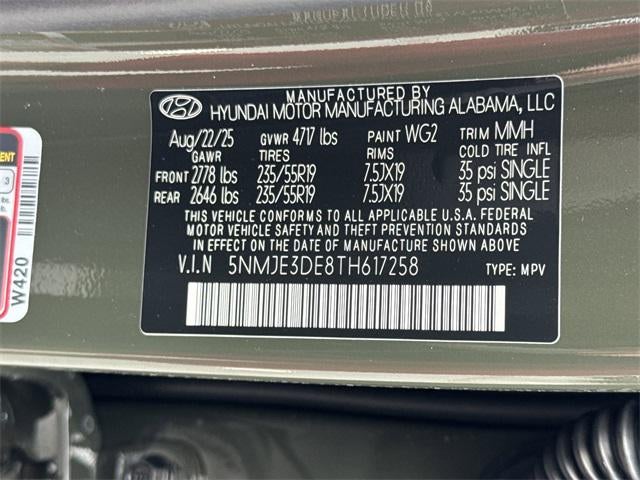 MANUFACTURED BY
HYUNDAI MOTOR MANUFACTURING ALABAMA, LLC
Aug/22/25 GVWR 4717 lbs PAINT WG2 TRIM MMH
GAWR TIRES RIMS COLD TIRE INFL
FRONT 2778 lbs 235/55R19 7.5JX19 35 psi SINGLE
REAR 2646 lbs 235/55R19 7.5JX19 35 psi SINGLE
THIS VEHICLE CONFORMS TO ALL APPLICABLE U.S.A. FEDERAL
MOTOR VEHICLE SAFETY AND THEFT PREVENTION STANDARDS
IN EFFECT ON THE DATE OF MANUFACTURE SHOWN ABOVE
V.I.N 5NMJE3DE8TH617258 TYPE: MPV
3
lbs.
lb.
W420